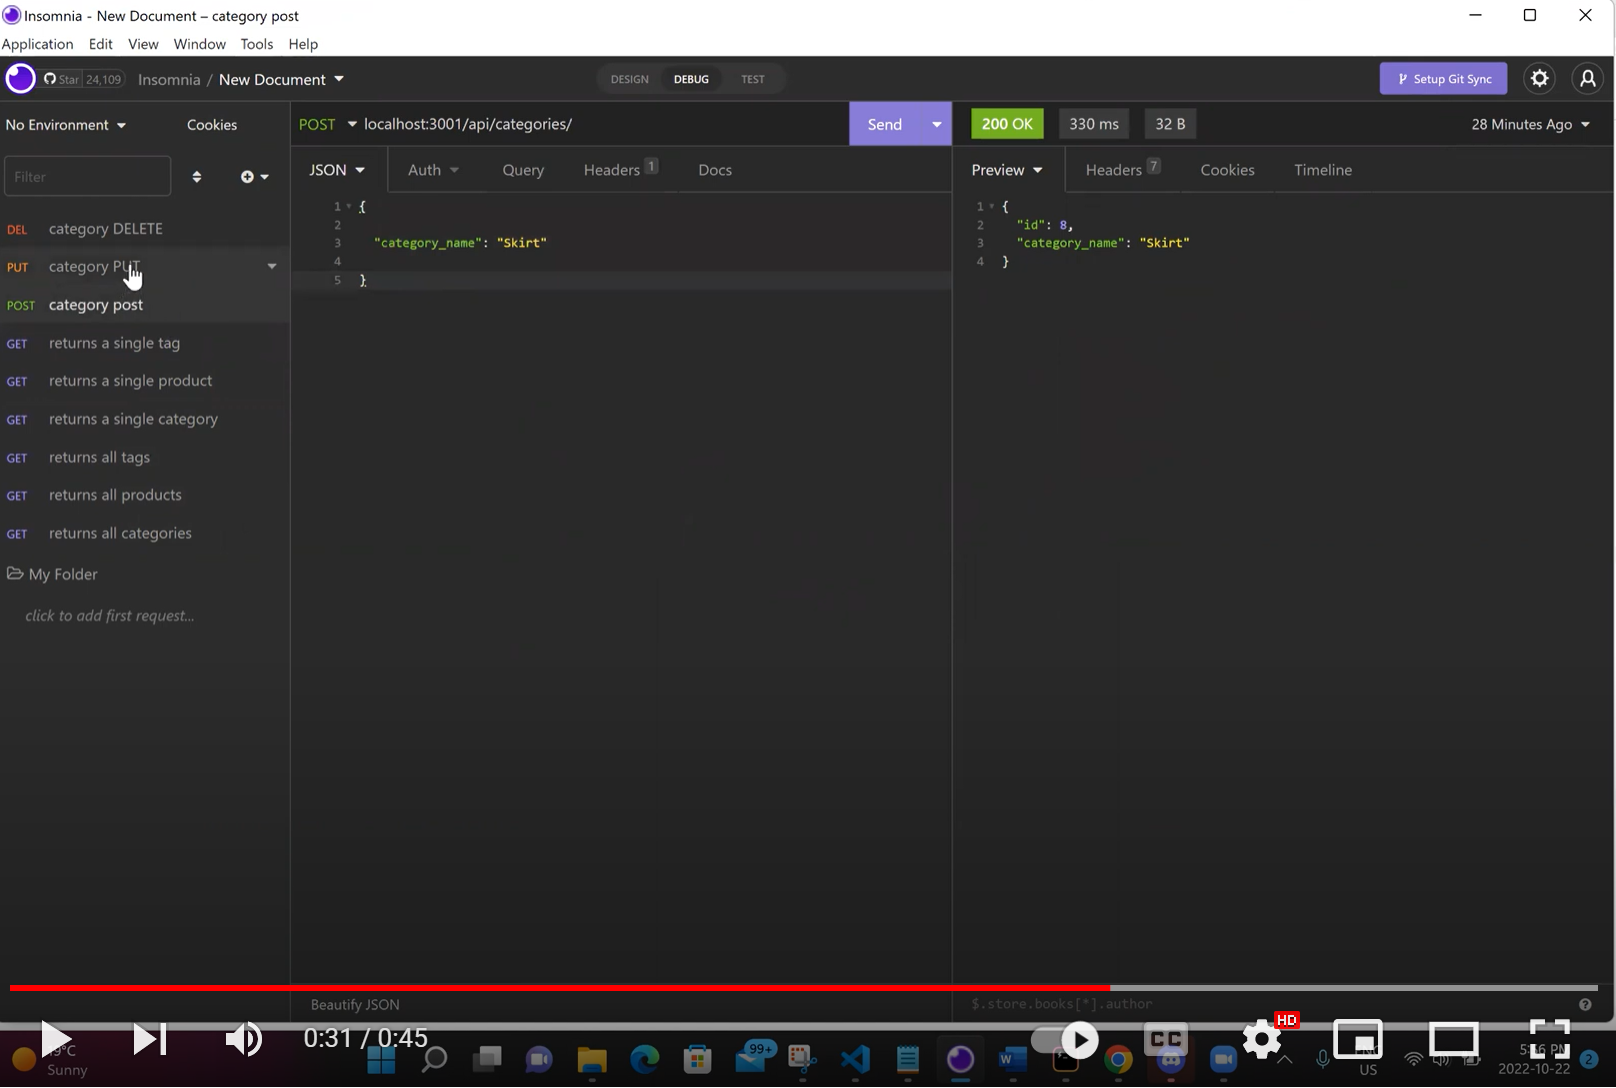 Insomnia - New Document – category post
Application Edit View Window Tools Help
Star 24,109 Insomnia / New Document DESIGN DEBUG TEST Setup Git Sync
No Environment Cookies POST localhost:3001/api/categories/ Send 200 OK 330 ms 32 B 28 Minutes Ago
Filter JSON Auth Query Headers 1 Docs Preview Headers 7 Cookies Timeline
DEL category DELETE
PUT category PUT
POST category post
GET returns a single tag
GET returns a single product
GET returns a single category
GET returns all tags
GET returns all products
GET returns all categories
My Folder
click to add first request...
1 {
2
3 "category_name": "Skirt"
4
5 }
1 {
2 "id": 8,
3 "category_name": "Skirt"
4 }
Beautify JSON $.store.books[*].author
0:31 / 0:45 CC HD
Sunny 99+ W US 2022-10-22 2